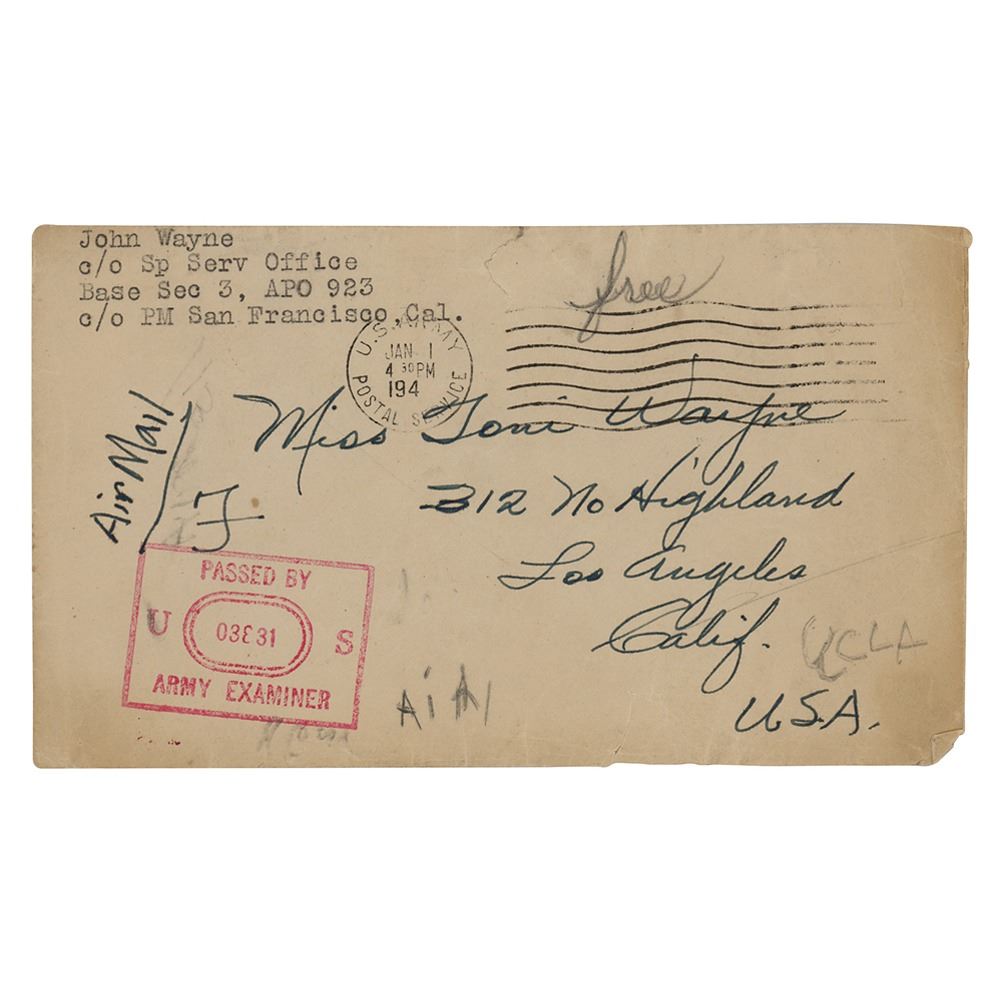 John Wayne
c/o Sp Serv Office
Base Sec 3, APO 923
c/o PM San Francisco, Cal.
free
U.S. ARMY
JAN 1
4 30 PM
194
POSTAL SERVICE
Air Mail
Miss Toni Wayne
312 No Highland
Los Angeles
Calif.
U.S.A.
PASSED BY
U 03831 S
ARMY EXAMINER
UCLA